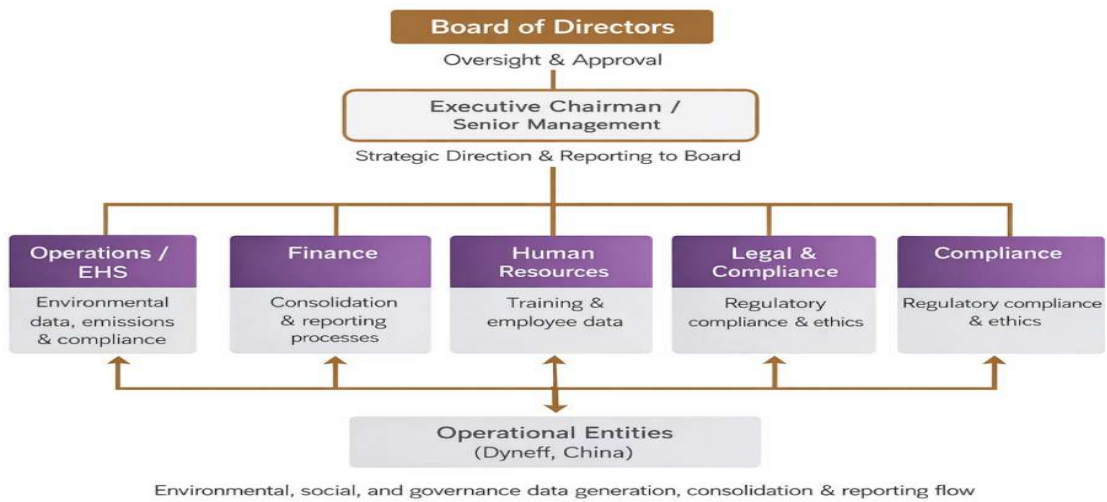 Board of Directors
Oversight & Approval
Executive Chairman /
Senior Management
Strategic Direction & Reporting to Board
Operations /
EHS
Environmental
data, emissions
& compliance
Finance
Consolidation
& reporting
processes
Human
Resources
Training &
employee data
Legal &
Compliance
Regulatory
compliance & ethics
Compliance
Regulatory compliance
& ethics
Operational Entities
(Dyneff, China)
Environmental, social, and governance data generation, consolidation & reporting flow